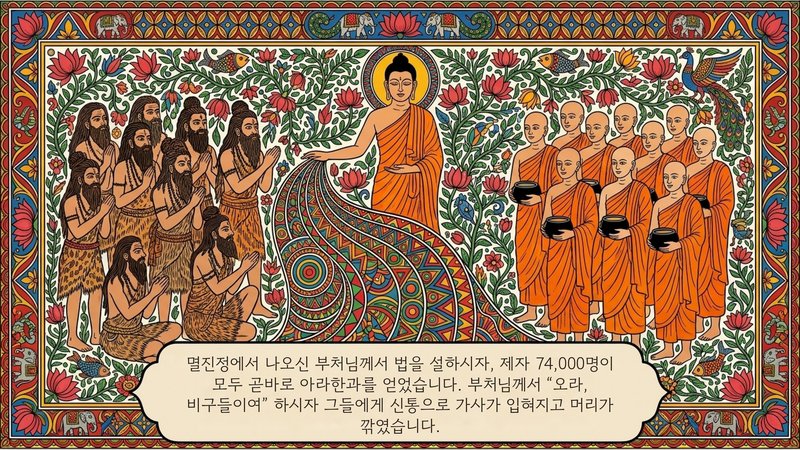 멸진정에서 나오신 부처님께서 법을 설하시자, 제자 74,000명이
모두 곧바로 아라한과를 얻었습니다. 부처님께서 “오라,
비구들이여” 하시자 그들에게 신통으로 가사가 입혀지고 머리가
깎였습니다.